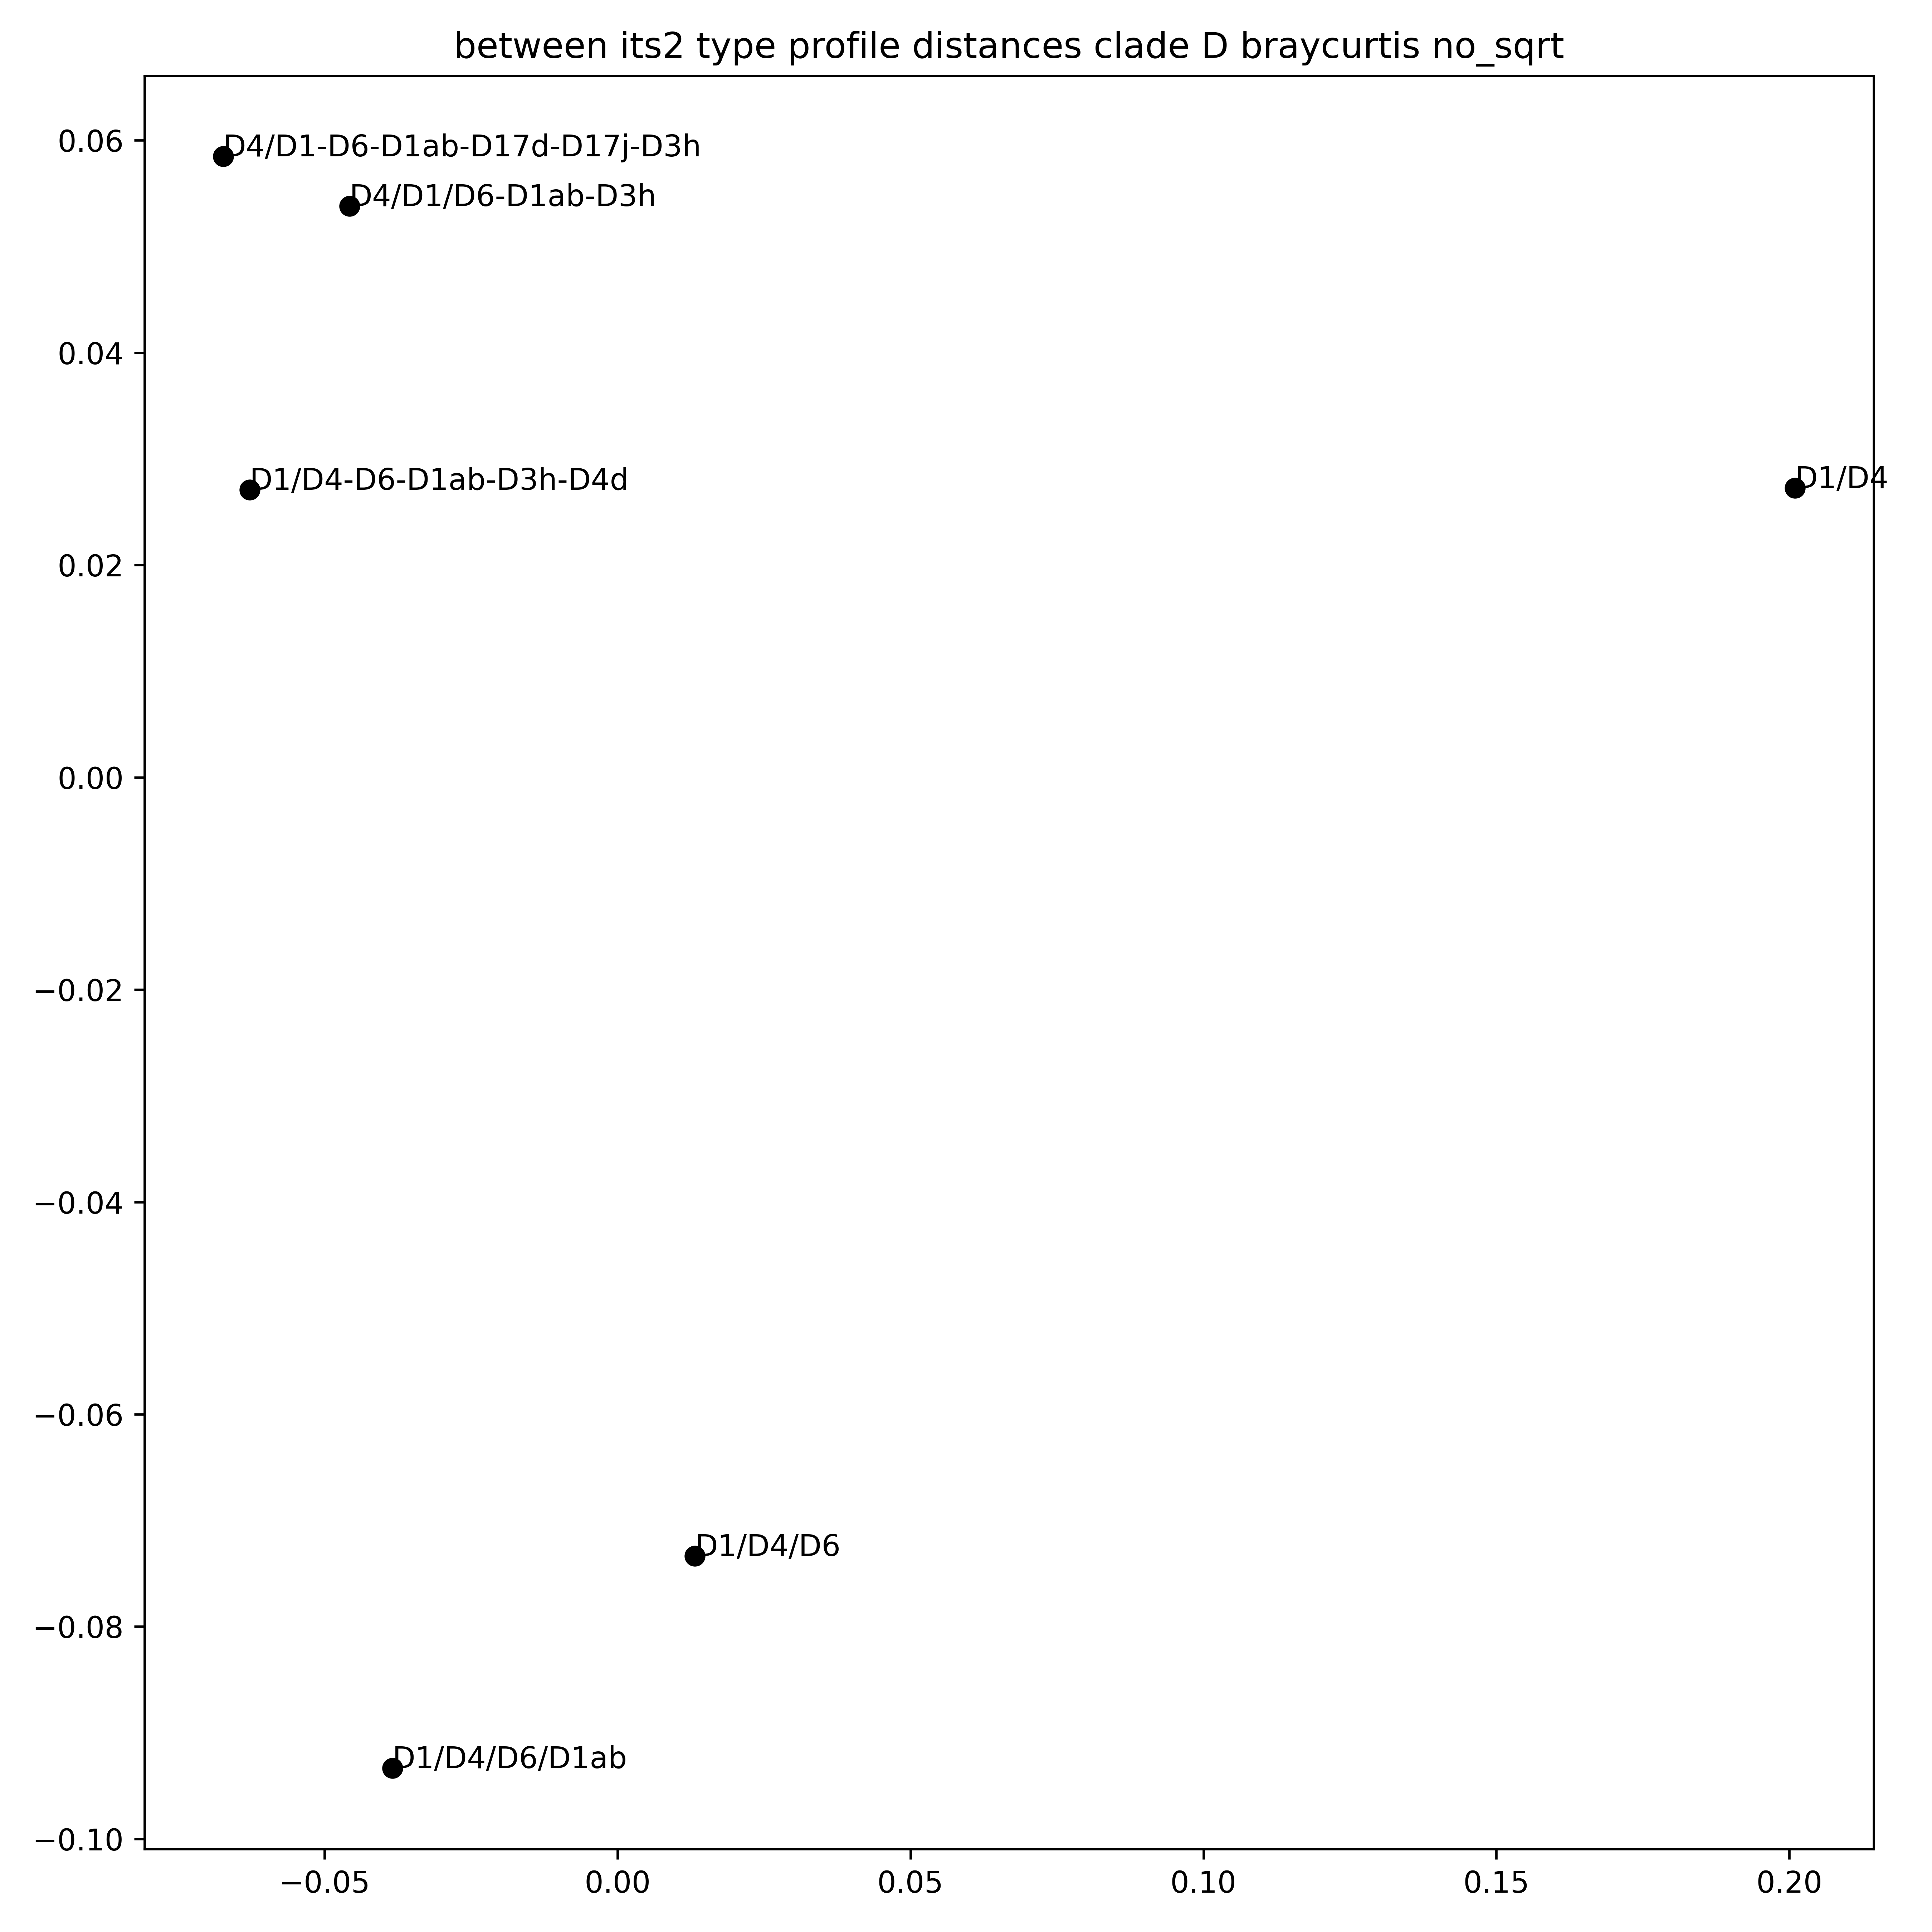 between its2 type profile distances clade D braycurtis no_sqrt
0.06
D4/D1-D6-D1ab-D17d-D17j-D3h
D4/D1/D6-D1ab-D3h
0.04
D1/D4-D6-D1ab-D3h-D4d
D1/D4
0.02
0.00
−0.02
−0.04
−0.06
D1/D4/D6
−0.08
D1/D4/D6/D1ab
−0.10
−0.05 0.00 0.05 0.10 0.15 0.20